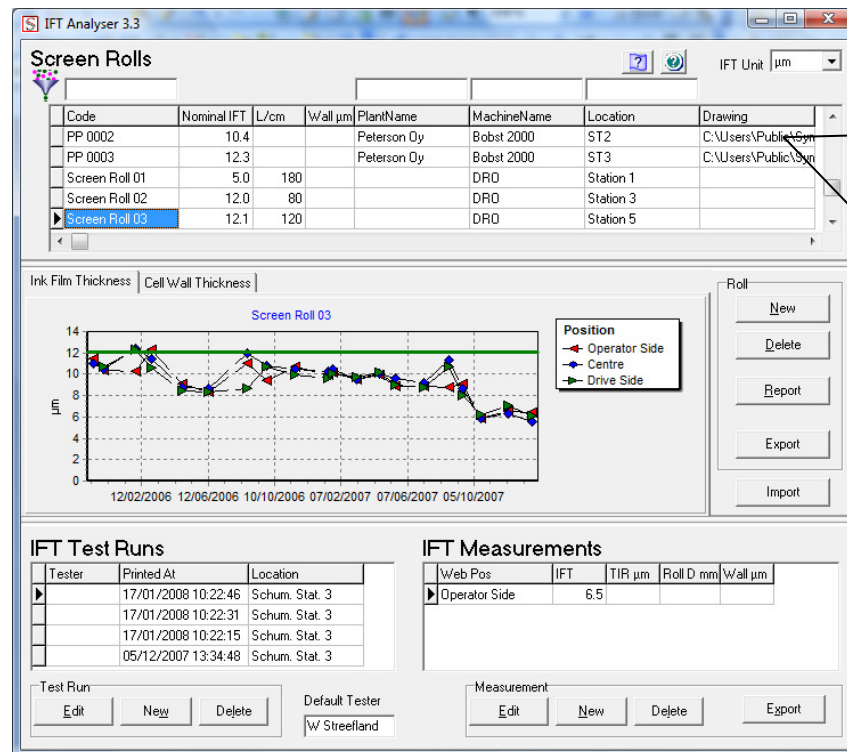 IFT Analyser 3.3
Screen Rolls
IFT Unit µm
Code Nominal IFT L/cm Wall µm PlantName MachineName Location Drawing
PP 0002 10.4 Peterson Oy Bobst 2000 ST2 C:\Users\Public\Syn
PP 0003 12.3 Peterson Oy Bobst 2000 ST3 C:\Users\Public\Syn
Screen Roll 01 5.0 180 DRO Station 1
Screen Roll 02 12.0 80 DRO Station 3
Screen Roll 03 12.1 120 DRO Station 5
Ink Film Thickness Cell Wall Thickness
Roll
New
Delete
Report
Export
Import
Screen Roll 03
µm
14
12
10
8
6
4
2
0
12/02/2006 12/06/2006 10/10/2006 07/02/2007 07/06/2007 05/10/2007
Position
Operator Side
Centre
Drive Side
IFT Test Runs
Tester Printed At Location
17/01/2008 10:22:46 Schum. Stat. 3
17/01/2008 10:22:31 Schum. Stat. 3
17/01/2008 10:22:15 Schum. Stat. 3
05/12/2007 13:34:48 Schum. Stat. 3
Test Run
Edit New Delete
Default Tester
W Streefland
IFT Measurements
Web Pos IFT TIR µm Roll D mm Wall µm
Operator Side 6.5
Measurement
Edit New Delete Export